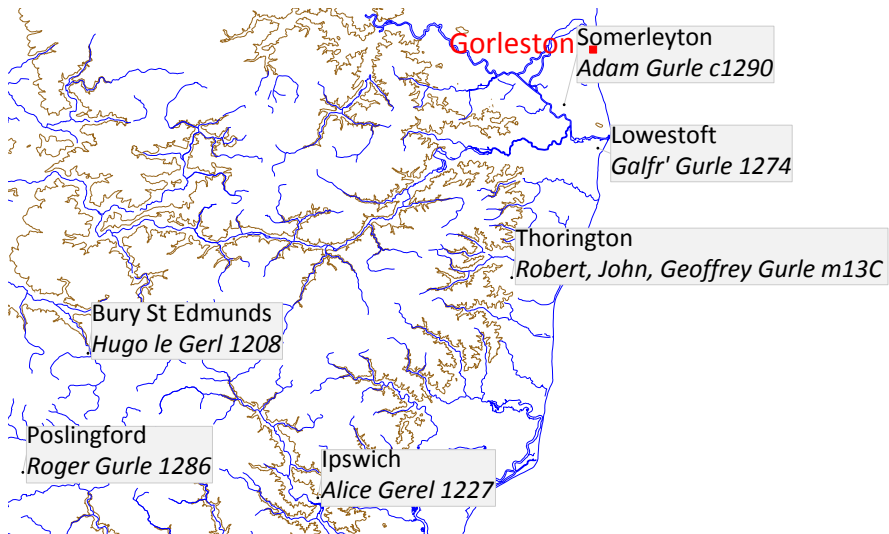 Gorleston
Somerleyton
Adam Gurle c1290
Lowestoft
Galfr' Gurle 1274
Thorington
Robert, John, Geoffrey Gurle m13C
Bury St Edmunds
Hugo le Gerl 1208
Poslingford
Roger Gurle 1286
Ipswich
Alice Gerel 1227